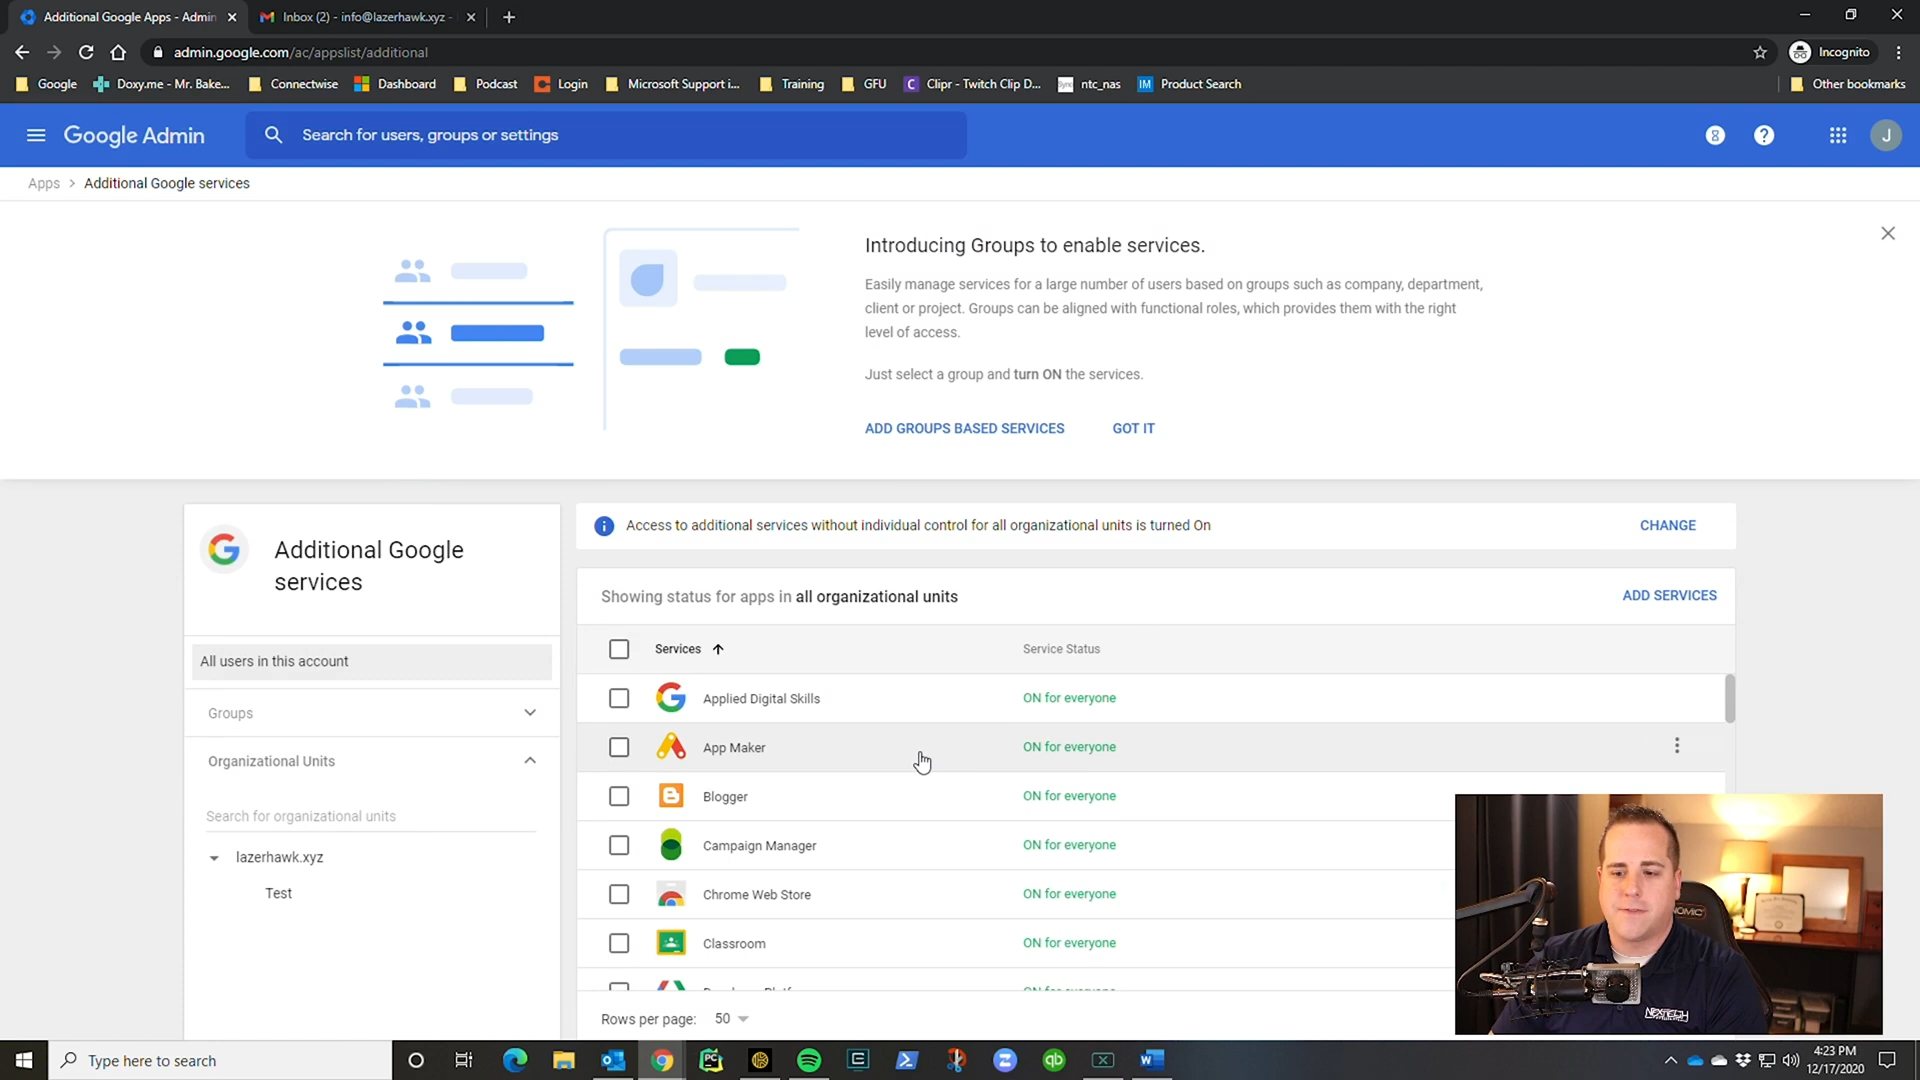 Additional Google Apps - Admin
Inbox (2) - info@lazerhawk.xyz -
admin.google.com/ac/appslist/additional
Incognito
Google
Doxy.me - Mr. Bake...
Connectwise
Dashboard
Podcast
Login
Microsoft Support i...
Training
GFU
Clipr - Twitch Clip D...
ntc_nas
IM
Product Search
Other bookmarks
Google Admin
Search for users, groups or settings
J
Apps > Additional Google services
Introducing Groups to enable services.
Easily manage services for a large number of users based on groups such as company, department,
client or project. Groups can be aligned with functional roles, which provides them with the right
level of access.
Just select a group and turn ON the services.
ADD GROUPS BASED SERVICES
GOT IT
Additional Google
services
All users in this account
Groups
Organizational Units
Search for organizational units
lazerhawk.xyz
Test
Access to additional services without individual control for all organizational units is turned On
CHANGE
Showing status for apps in all organizational units
ADD SERVICES
Services
Service Status
Applied Digital Skills
ON for everyone
App Maker
ON for everyone
Blogger
ON for everyone
Campaign Manager
ON for everyone
Chrome Web Store
ON for everyone
Classroom
ON for everyone
ON for everyone
Rows per page: 50
NEXTECH
Type here to search
4:23 PM
12/17/2020